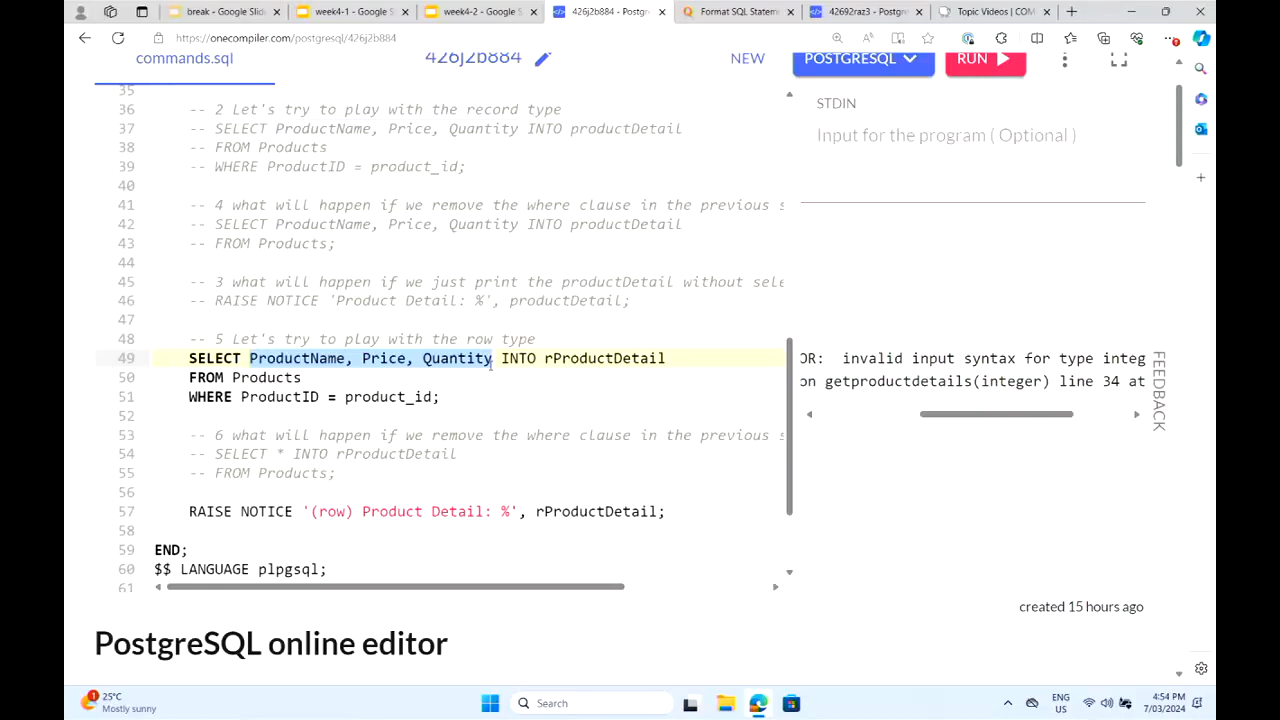 break - Google Slide
week4-1 - Google S
week4-2 - Google S
426j2b884 - Postgr
Format SQL Statem
42692raz3 - Postgre
Topic Videos | COM
https://onecompiler.com/postgresql/426j2b884
commands.sql
426j2b884
NEW
POSTGRESQL
RUN
STDIN
Input for the program ( Optional )
35
36 -- 2 Let's try to play with the record type
37 -- SELECT ProductName, Price, Quantity INTO productDetail
38 -- FROM Products
39 -- WHERE ProductID = product_id;
40
41 -- 4 what will happen if we remove the where clause in the previous s
42 -- SELECT ProductName, Price, Quantity INTO productDetail
43 -- FROM Products;
44
45 -- 3 what will happen if we just print the productDetail without sele
46 -- RAISE NOTICE 'Product Detail: %', productDetail;
47
48 -- 5 Let's try to play with the row type
49 SELECT ProductName, Price, Quantity INTO rProductDetail
50 FROM Products
51 WHERE ProductID = product_id;
52
53 -- 6 what will happen if we remove the where clause in the previous s
54 -- SELECT * INTO rProductDetail
55 -- FROM Products;
56
57 RAISE NOTICE '(row) Product Detail: %', rProductDetail;
58
59 END;
60 $$ LANGUAGE plpgsql;
61
OR: invalid input syntax for type integ
on getproductdetails(integer) line 34 at
FEEDBACK
created 15 hours ago
PostgreSQL online editor
1
25°C
Mostly sunny
Search
ENG
US
4:54 PM
7/03/2024